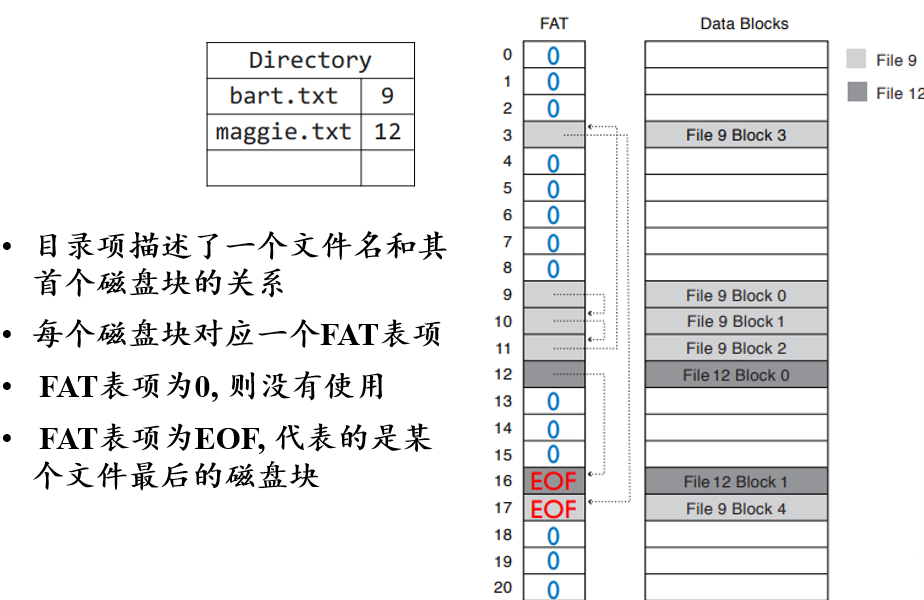 Directory
bart.txt 9
maggie.txt 12
• 目录项描述了一个文件名和其
首个磁盘块的关系
• 每个磁盘块对应一个FAT表项
• FAT表项为0, 则没有使用
• FAT表项为EOF, 代表的是某
个文件最后的磁盘块
FAT Data Blocks
0 0
1 0
2 0
3 File 9 Block 3
4 0
5 0
6 0
7 0
8 0
9 File 9 Block 0
10 File 9 Block 1
11 File 9 Block 2
12 File 12 Block 0
13 0
14 0
15 0
16 EOF File 12 Block 1
17 EOF File 9 Block 4
18 0
19 0
20 0
File 9
File 12